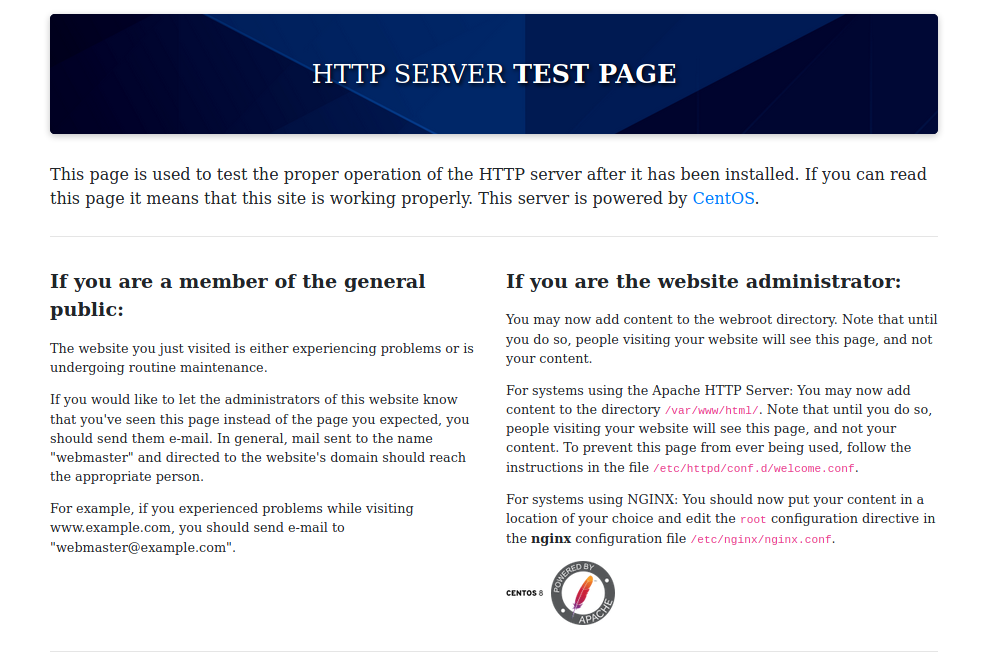 HTTP SERVER TEST PAGE
This page is used to test the proper operation of the HTTP server after it has been installed. If you can read
this page it means that this site is working properly. This server is powered by CentOS.
If you are a member of the general
public:
The website you just visited is either experiencing problems or is
undergoing routine maintenance.
If you would like to let the administrators of this website know
that you've seen this page instead of the page you expected, you
should send them e-mail. In general, mail sent to the name
"webmaster" and directed to the website's domain should reach
the appropriate person.
For example, if you experienced problems while visiting
www.example.com, you should send e-mail to
"webmaster@example.com".
If you are the website administrator:
You may now add content to the webroot directory. Note that until
you do so, people visiting your website will see this page, and not
your content.
For systems using the Apache HTTP Server: You may now add
content to the directory /var/www/html/. Note that until you do so,
people visiting your website will see this page, and not your
content. To prevent this page from ever being used, follow the
instructions in the file /etc/httpd/conf.d/welcome.conf.
For systems using NGINX: You should now put your content in a
location of your choice and edit the root configuration directive in
the nginx configuration file /etc/nginx/nginx.conf.
CENTOS 8
POWERED BY
APACHE